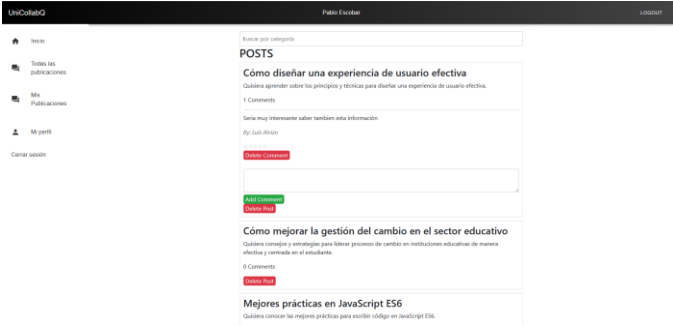 UniCollabQ
Pablo Escobar
LOGOUT
Inicio
Todas las
publicaciones
Mis
Publicaciones
Mi perfil
Cerrar sesión
Buscar por categoría
POSTS
Cómo diseñar una experiencia de usuario efectiva
Quisiera aprender sobre los principios y técnicas para diseñar una experiencia de usuario efectiva.
1 Comments
Seria muy interesante saber tambien esta información
By: Luis Alvizo
Delete Comment
Add Comment
Delete Post
Cómo mejorar la gestión del cambio en el sector educativo
Quisiera consejos y estrategias para liderar procesos de cambio en instituciones educativas de manera
efectiva y centrada en el estudiante.
0 Comments
Delete Post
Mejores prácticas en JavaScript ES6
Quisiera conocer las mejores prácticas para escribir código en JavaScript ES6.